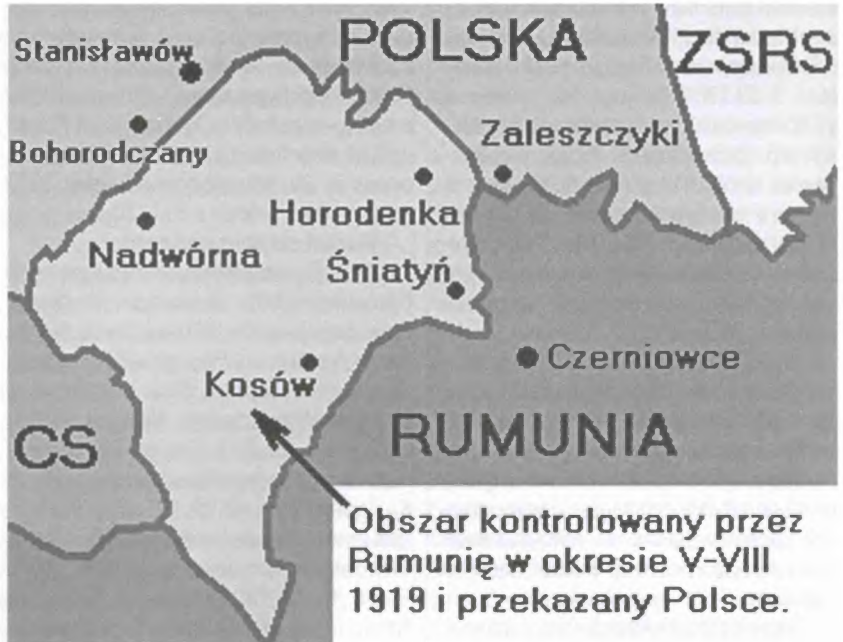 POLSKA
ZSRS
Stanisławów
Bohorodczany
Zaleszczyki
Horodenka
Nadwórna
Śniatyń
Czerniowce
Kosów
CS
RUMUNIA
Obszar kontrolowany przez
Rumunię w okresie V-VIII
1919 i przekazany Polsce.